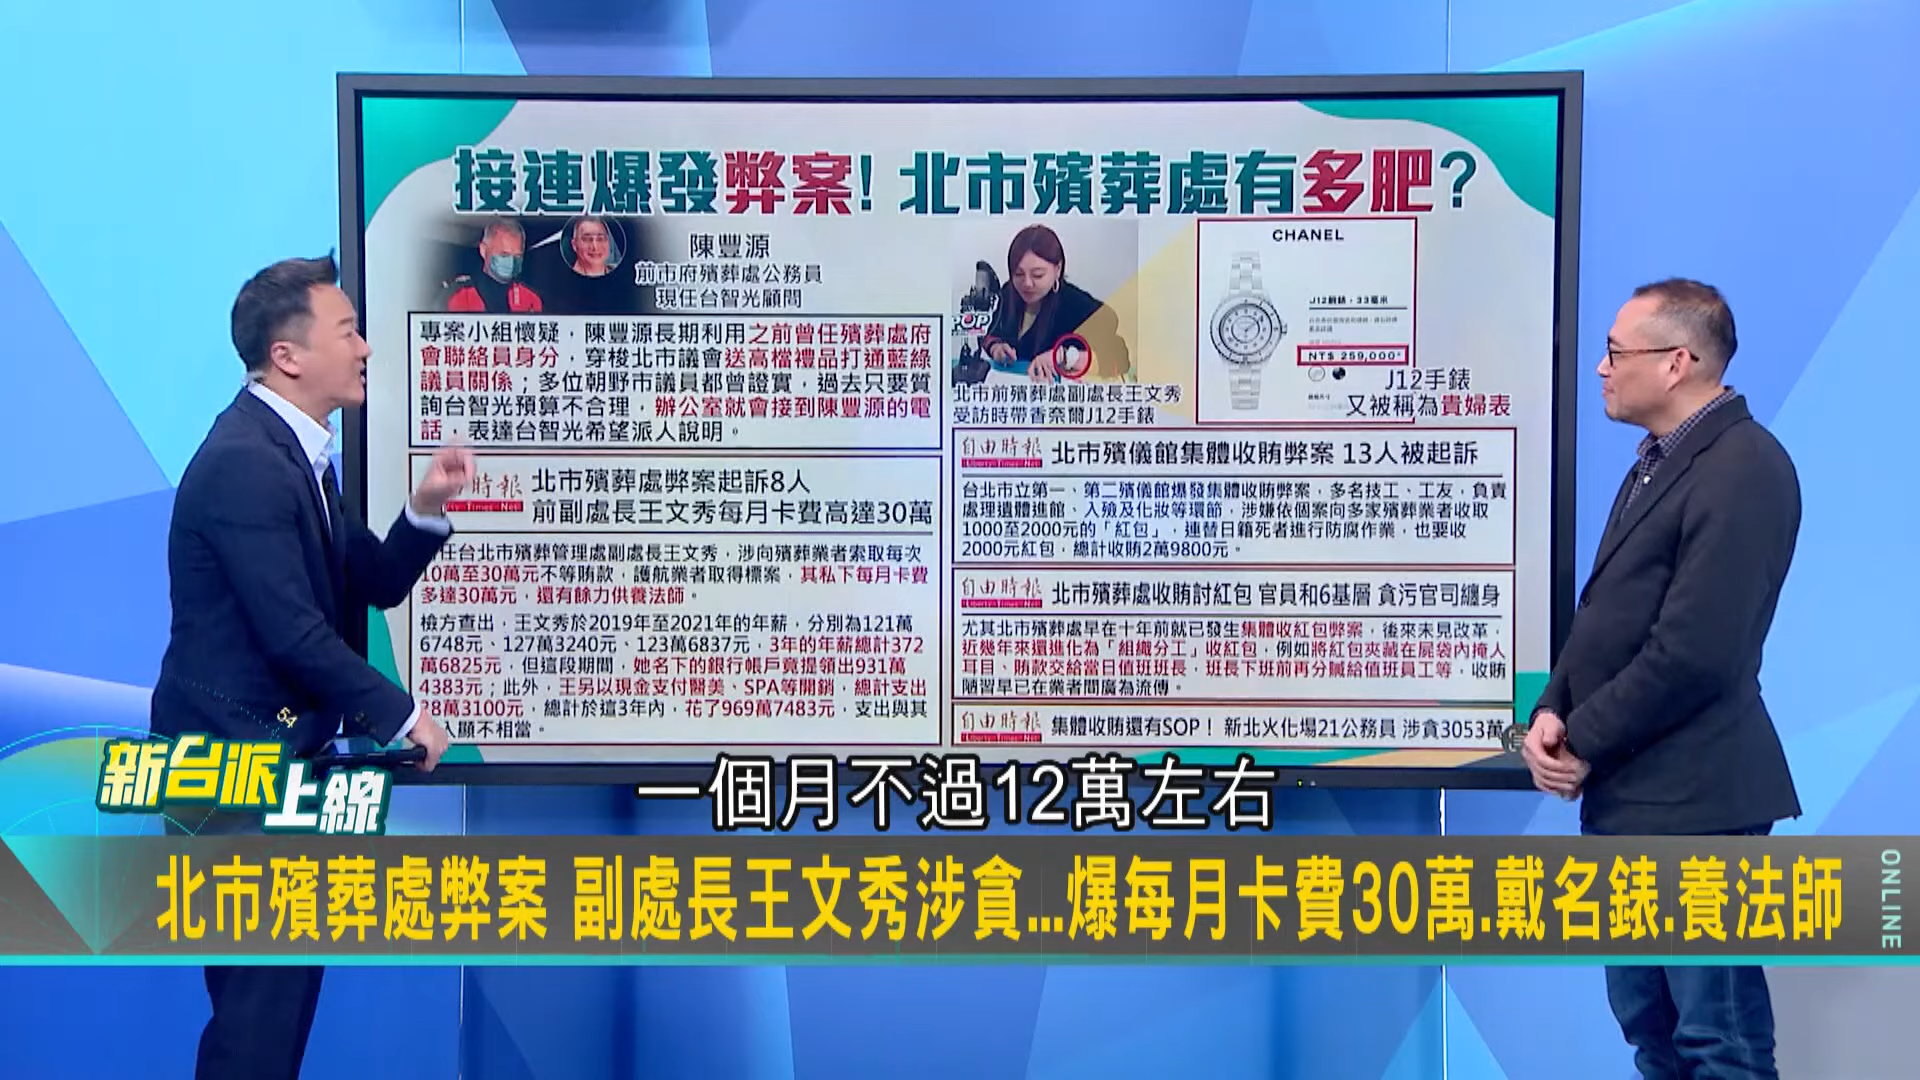 接連爆發弊案! 北市殯葬處有多肥?
陳豐源
前市府殯葬處公務員
現任台智光顧問
專案小組懷疑，陳豐源長期利用之前曾任殯葬處府
會聯絡員身分，穿梭北市議會送高檔禮品打通藍綠
議員關係；多位朝野市議員都曾證實，過去只要質
詢台智光預算不合理，辦公室就會接到陳豐源的電
話，表達台智光希望派人說明。
時報
北市殯葬處弊案起訴8人
前副處長王文秀每月卡費高達30萬
任台北市殯葬管理處副處長王文秀，涉向殯葬業者索取每次
10萬至30萬元不等賄款，護航業者取得標案，其私下每月卡費
多達30萬元，還有餘力供養法師。
檢方查出，王文秀於2019年至2021年的年薪，分別為121萬
6748元、127萬3240元、123萬6837元，3年的年薪總計372
萬6825元，但這段期間，她名下的銀行帳戶竟提領出931萬
4383元；此外，王另以現金支付醫美、SPA等開銷，總計支出
38萬3100元，總計於這3年內，花了969萬7483元，支出與其
入顯不相當。
POP
北市前殯葬處副處長王文秀
受訪時帶香奈爾J12手錶
CHANEL
J12腕錶，33毫米
NT$ 259,000*
J12手錶
又被稱為貴婦表
自由時報
Liberty Times Net
北市殯儀館集體收賄弊案 13人被起訴
台北市立第一、第二殯儀館爆發集體收賄弊案，多名技工、工友，負責
處理遺體進館、入殮及化妝等環節，涉嫌依個案向多家殯葬業者收取
1000至2000元的「紅包」，連替日籍死者進行防腐作業，也要收
2000元紅包，總計收賄2萬9800元。
自由時報
Liberty Times Net
北市殯葬處收賄討紅包 官員和6基層 貪污官司纏身
尤其北市殯葬處早在十年前就已發生集體收紅包弊案，後來未見改革，
近幾年來還進化為「組織分工」收紅包，例如將紅包夾藏在屍袋內掩人
耳目、賄款交給當日值班班長，班長下班前再分贓給值班員工等，收賄
陋習早已在業者間廣為流傳。
自由時報
Liberty Times Net
集體收賄還有SOP！ 新北火化場21公務員 涉貪3053萬
新台派上線
一個月不過12萬左右
北市殯葬處弊案 副處長王文秀涉貪...爆每月卡費30萬.戴名錶.養法師
ONLINE